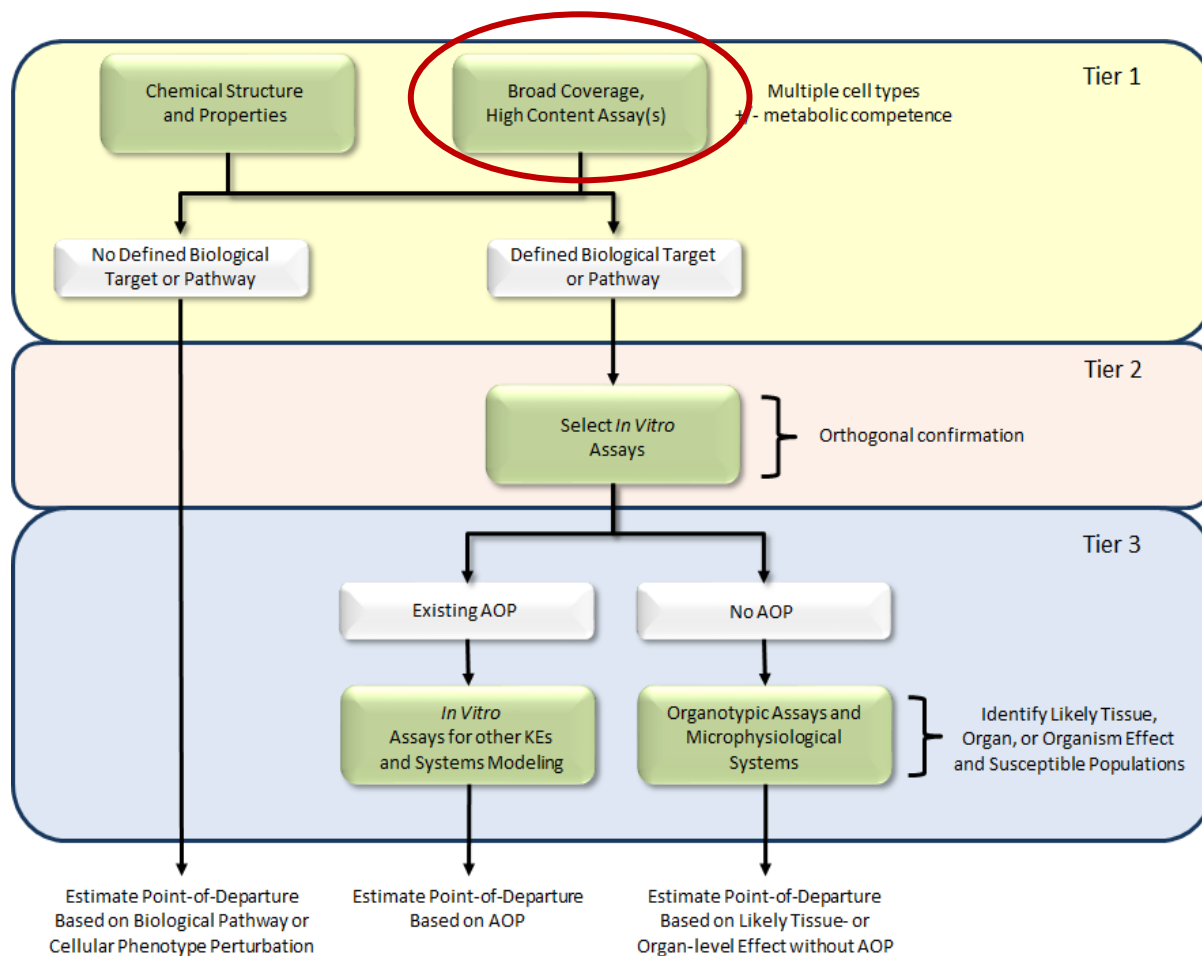 Tier 1
Chemical Structure
and Properties
Broad Coverage,
High Content Assay(s)
Multiple cell types
+/- metabolic competence
No Defined Biological
Target or Pathway
Defined Biological Target
or Pathway
Tier 2
Select In Vitro
Assays
Orthogonal confirmation
Tier 3
Existing AOP
No AOP
In Vitro
Assays for other KEs
and Systems Modeling
Organotypic Assays and
Microphysiological
Systems
Identify Likely Tissue,
Organ, or Organism Effect
and Susceptible Populations
Estimate Point-of-Departure
Based on Biological Pathway or
Cellular Phenotype Perturbation
Estimate Point-of-Departure
Based on AOP
Estimate Point-of-Departure
Based on Likely Tissue- or
Organ-level Effect without AOP